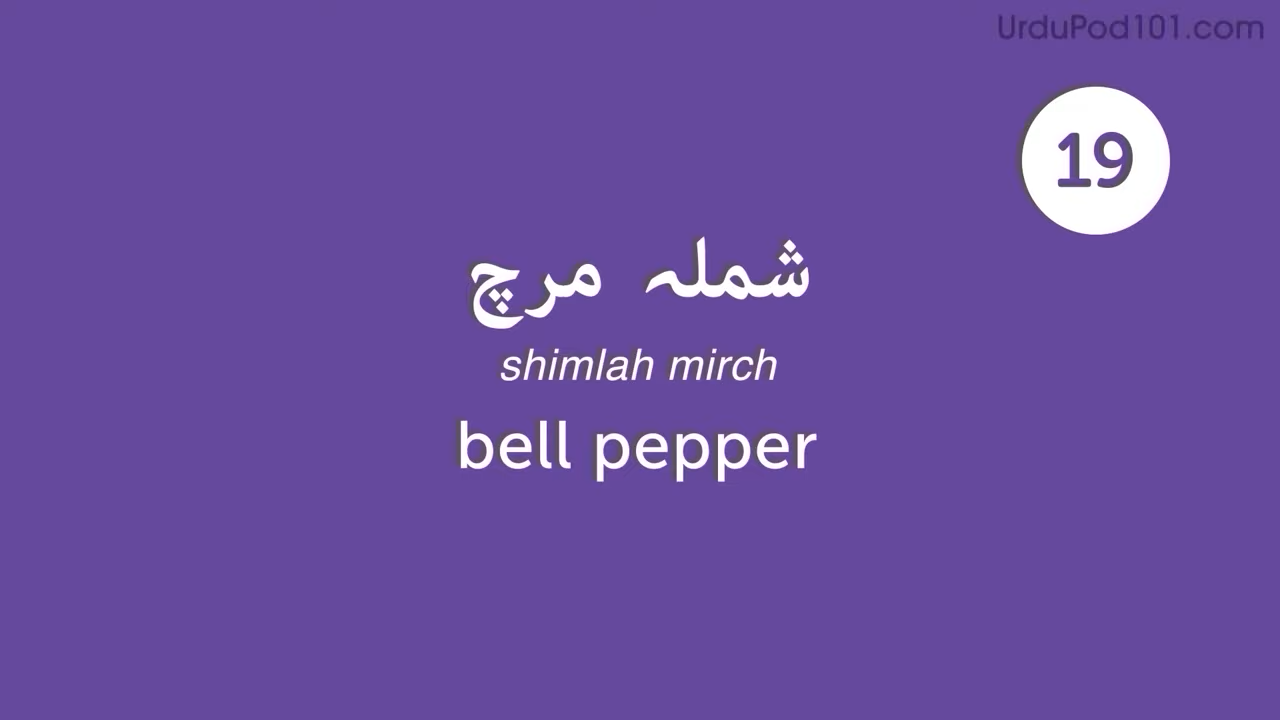 UrduPod101.com
19
شملہ مرچ
shimlah mirch
bell pepper